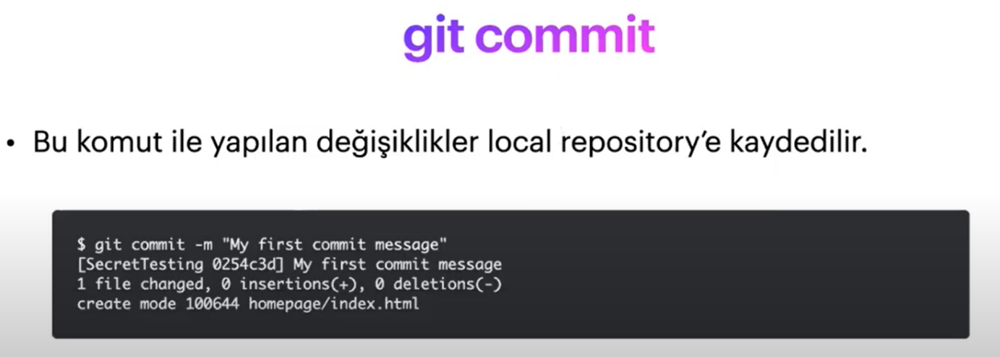 git commit
• Bu komut ile yapılan değişiklikler local repository’e kaydedilir.
$ git commit -m "My first commit message"
[SecretTesting 0254c3d] My first commit message
1 file changed, 0 insertions(+), 0 deletions(-)
create mode 100644 homepage/index.html